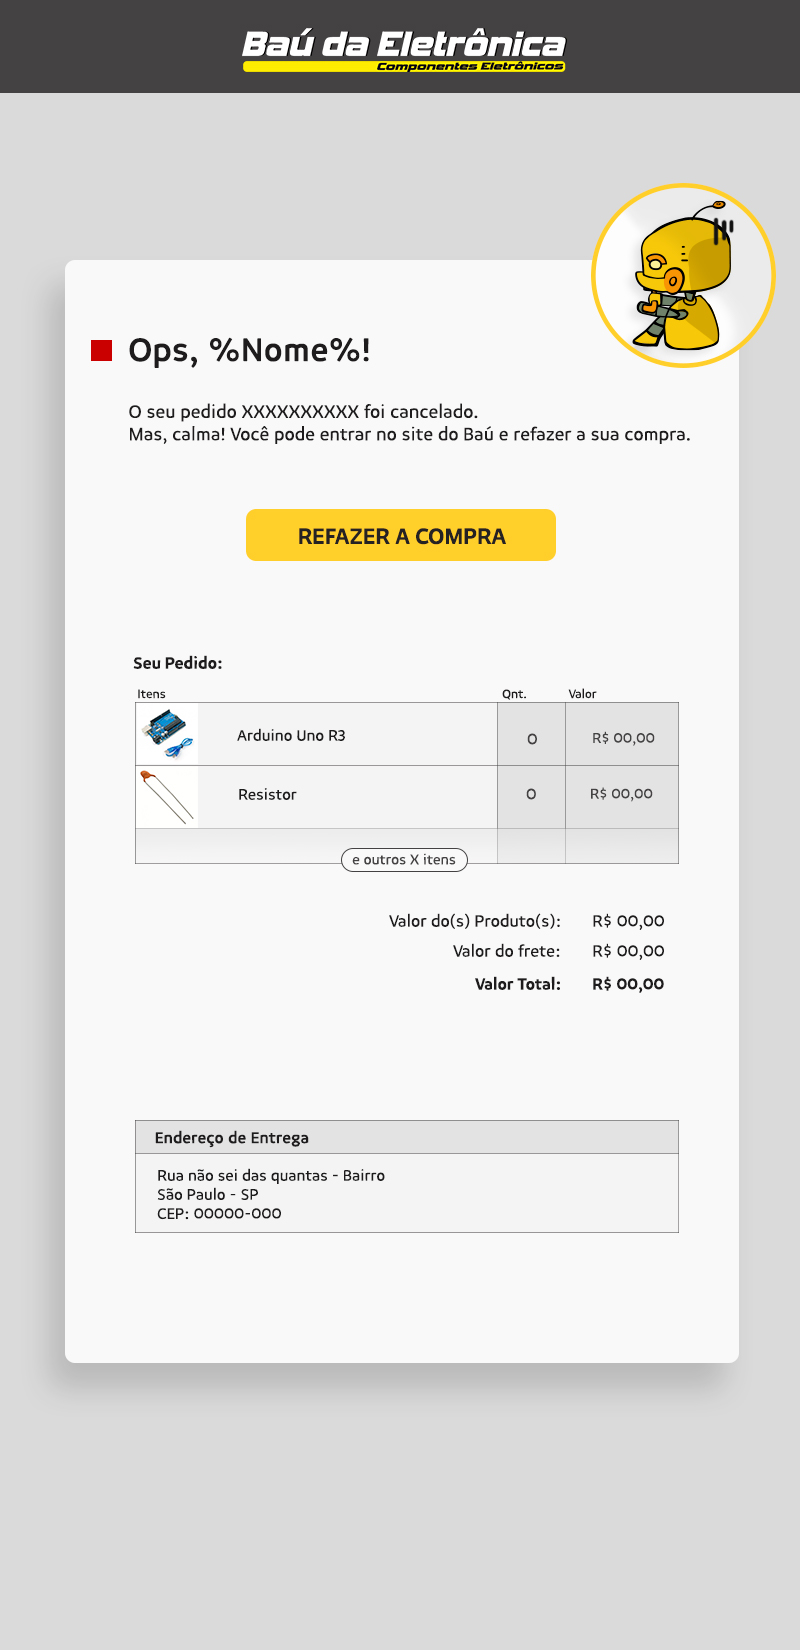 Baú da Eletrônica
Componentes Eletrônicos
Ops, %Nome%!
O seu pedido XXXXXXXXXX foi cancelado.
Mas, calma! Você pode entrar no site do Baú e refazer a sua compra.
REFAZER A COMPRA
Seu Pedido:
Itens Qnt. Valor
Arduino Uno R3 0 R$ 00,00
Resistor 0 R$ 00,00
e outros X itens
Valor do(s) Produto(s): R$ 00,00
Valor do frete: R$ 00,00
Valor Total: R$ 00,00
Endereço de Entrega
Rua não sei das quantas - Bairro
São Paulo - SP
CEP: 00000-000